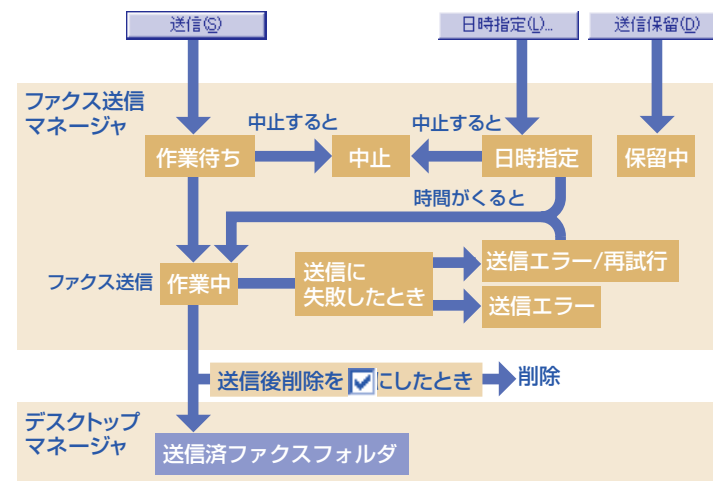 送信(S)
日時指定(L)...
送信保留(D)
ファクス送信
マネージャ
中止すると
中止すると
作業待ち
中止
日時指定
保留中
時間がくると
ファクス送信
作業中
送信に
失敗したとき
送信エラー/再試行
送信エラー
送信後削除を
にしたとき
削除
デスクトップ
マネージャ
送信済ファクスフォルダ